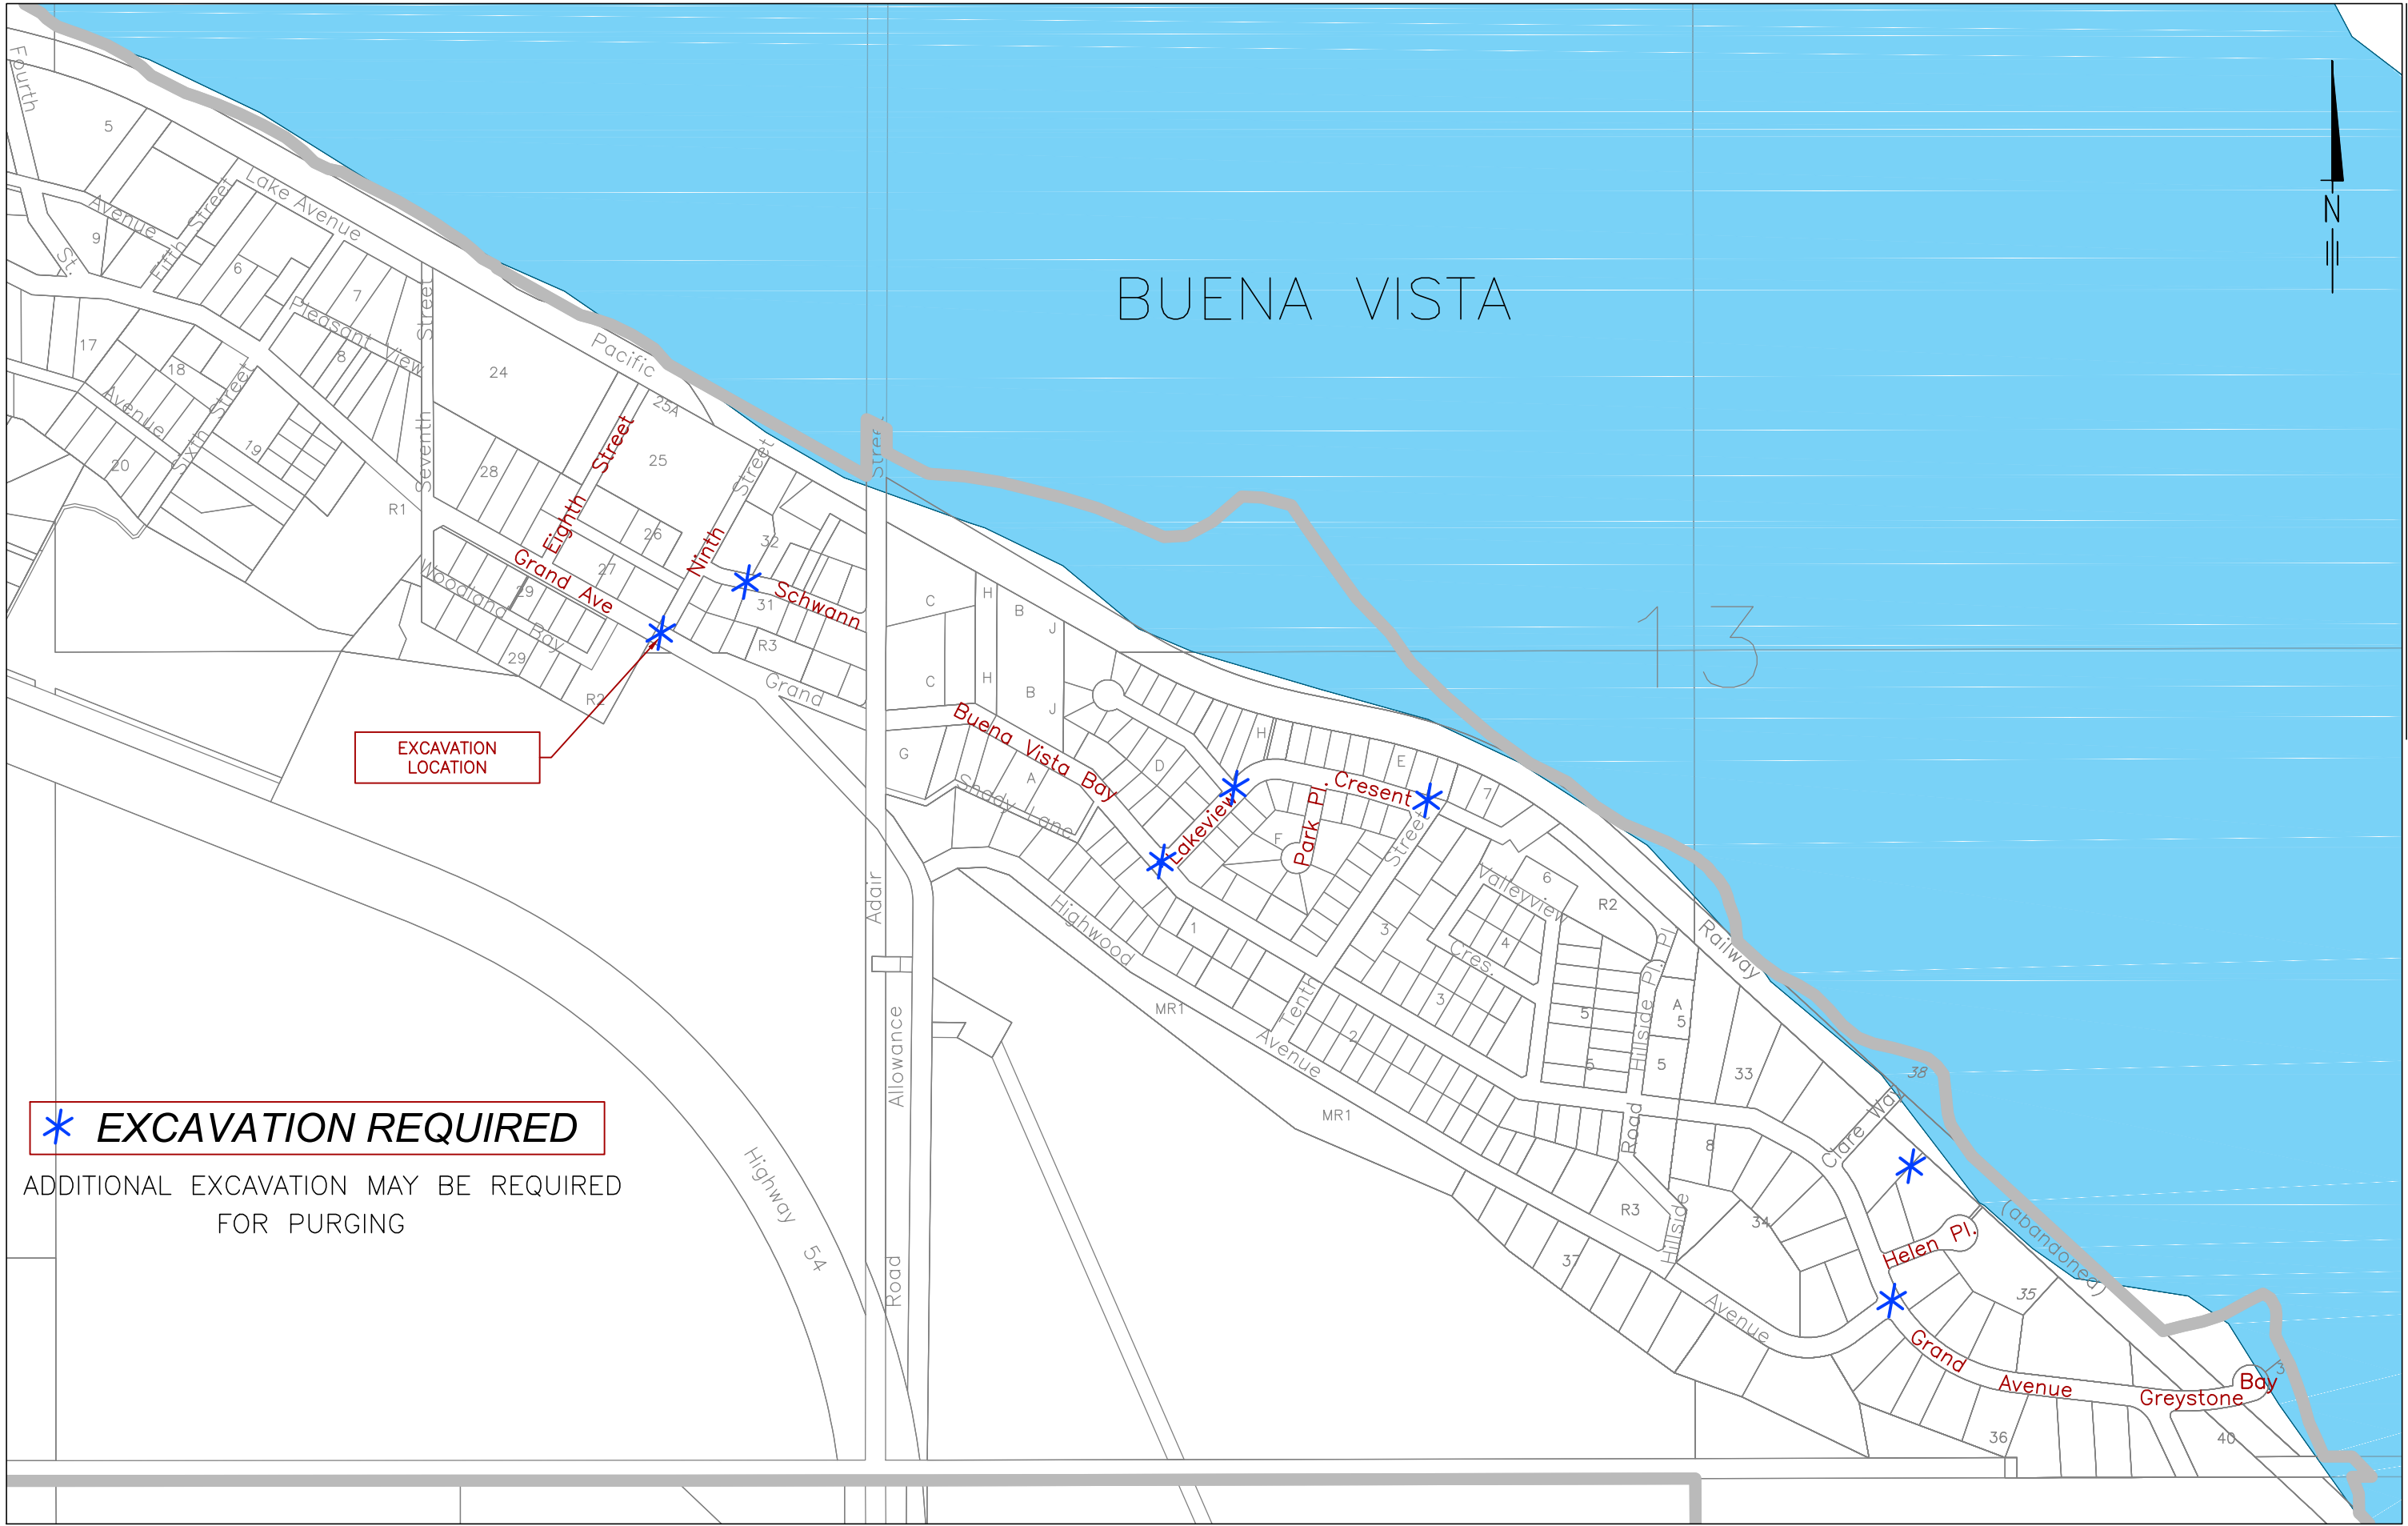 Fourth
5
Lake Avenue
Avenue
Fifth Street
9
St.
6
7
Pleasant View
8
Seventh Street
Pacific
24
17
18
Avenue
Sixth Street
19
20
R1
28
25A
25
Eighth Street
Ninth Street
Street
26
27
Grand Ave
29
Woodland Bay
29
R2
32
31
Schwann
R3
Grand
EXCAVATION
LOCATION
BUENA VISTA
N
13
C
H
B
J
C
H
B
J
Buena Vista Bay
G
A
D
Shady Lane
H
E
7
Lakeview Cresent
Park Pl.
F
Tenth Street
1
Highwood Avenue
MR1
2
3
3
Valleyview Cres.
4
6
R2
5
5
Hillside Pl. Pl
A
5
5
Railway
33
38
Clare Way
Adair Road
Allowance
MR1
Hillside Road
8
R3
34
37
Helen Pl.
(abandoned)
35
Avenue
Grand Avenue
Greystone Bay
3
36
40
Highway 54
EXCAVATION REQUIRED
ADDITIONAL EXCAVATION MAY BE REQUIRED
FOR PURGING